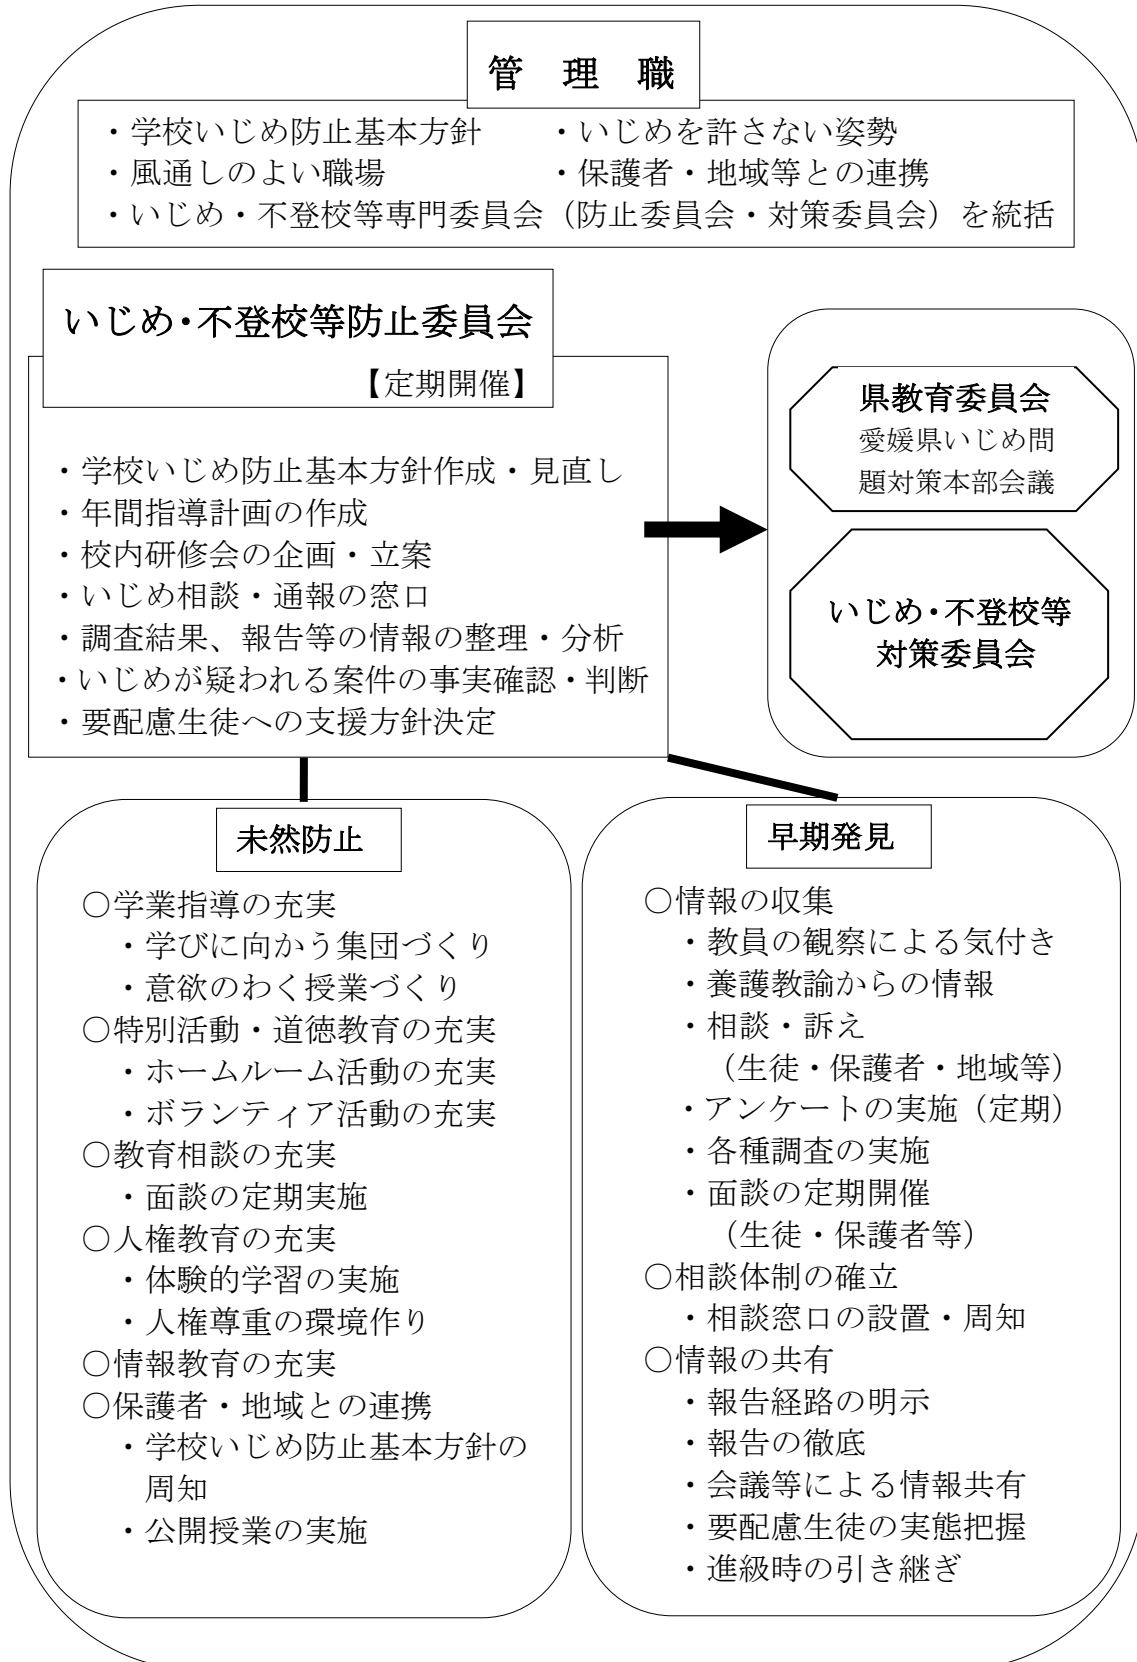 管　理　職
・学校いじめ防止基本方針　　・いじめを許さない姿勢
・風通しのよい職場　　　　　・保護者・地域等との連携
・いじめ・不登校等専門委員会（防止委員会・対策委員会）を統括
いじめ・不登校等防止委員会
【定期開催】
・学校いじめ防止基本方針作成・見直し
・年間指導計画の作成
・校内研修会の企画・立案
・いじめ相談・通報の窓口
・調査結果、報告等の情報の整理・分析
・いじめが疑われる案件の事実確認・判断
・要配慮生徒への支援方針決定
県教育委員会
愛媛県いじめ問
題対策本部会議
いじめ・不登校等
対策委員会
未然防止
○学業指導の充実
・学びに向かう集団づくり
・意欲のわく授業づくり
○特別活動・道徳教育の充実
・ホームルーム活動の充実
・ボランティア活動の充実
○教育相談の充実
・面談の定期実施
○人権教育の充実
・体験的学習の実施
・人権尊重の環境作り
○情報教育の充実
○保護者・地域との連携
・学校いじめ防止基本方針の
周知
・公開授業の実施
早期発見
○情報の収集
・教員の観察による気付き
・養護教諭からの情報
・相談・訴え
（生徒・保護者・地域等）
・アンケートの実施（定期）
・各種調査の実施
・面談の定期開催
（生徒・保護者等）
○相談体制の確立
・相談窓口の設置・周知
○情報の共有
・報告経路の明示
・報告の徹底
・会議等による情報共有
・要配慮生徒の実態把握
・進級時の引き継ぎ